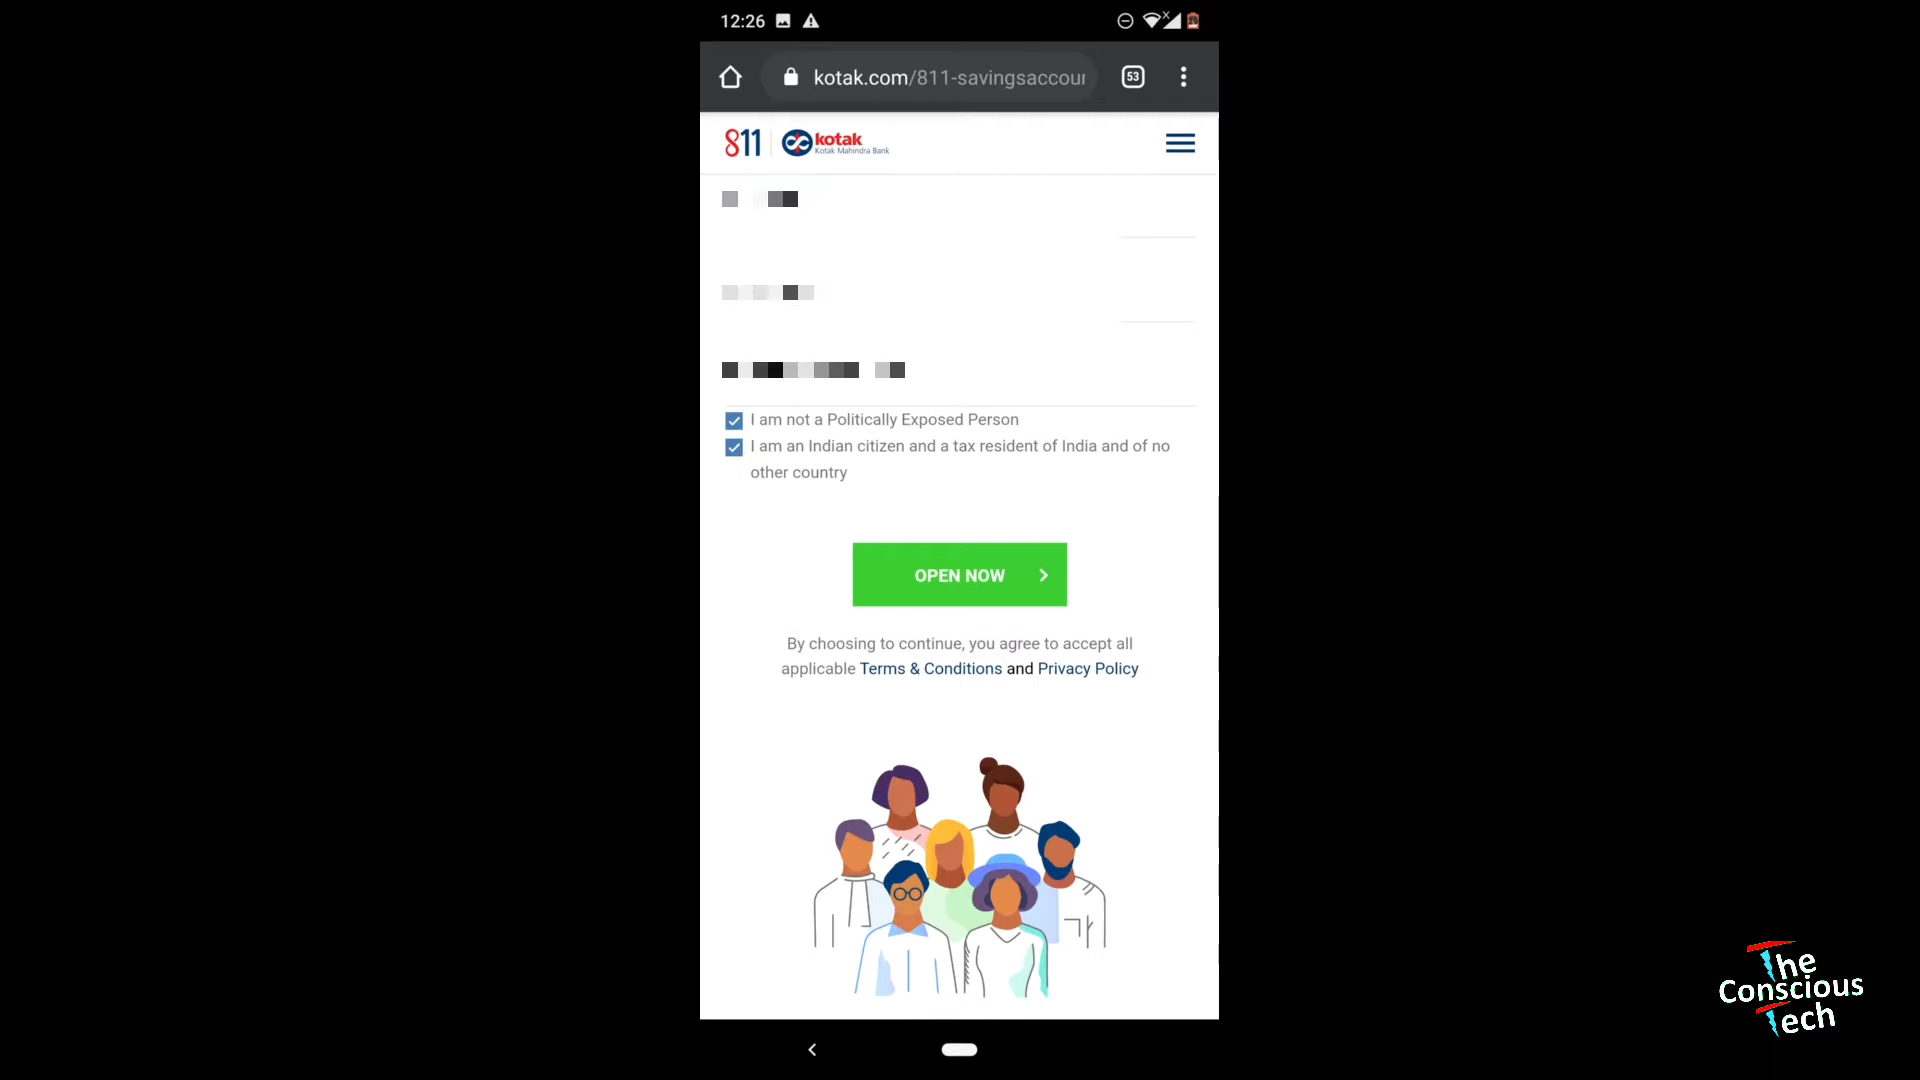 12:26
kotak.com/811-savingsaccour
53
811
kotak
Kotak Mahindra Bank
I am not a Politically Exposed Person
I am an Indian citizen and a tax resident of India and of no
other country
OPEN NOW
By choosing to continue, you agree to accept all
applicable Terms & Conditions and Privacy Policy
The
Conscious
Tech